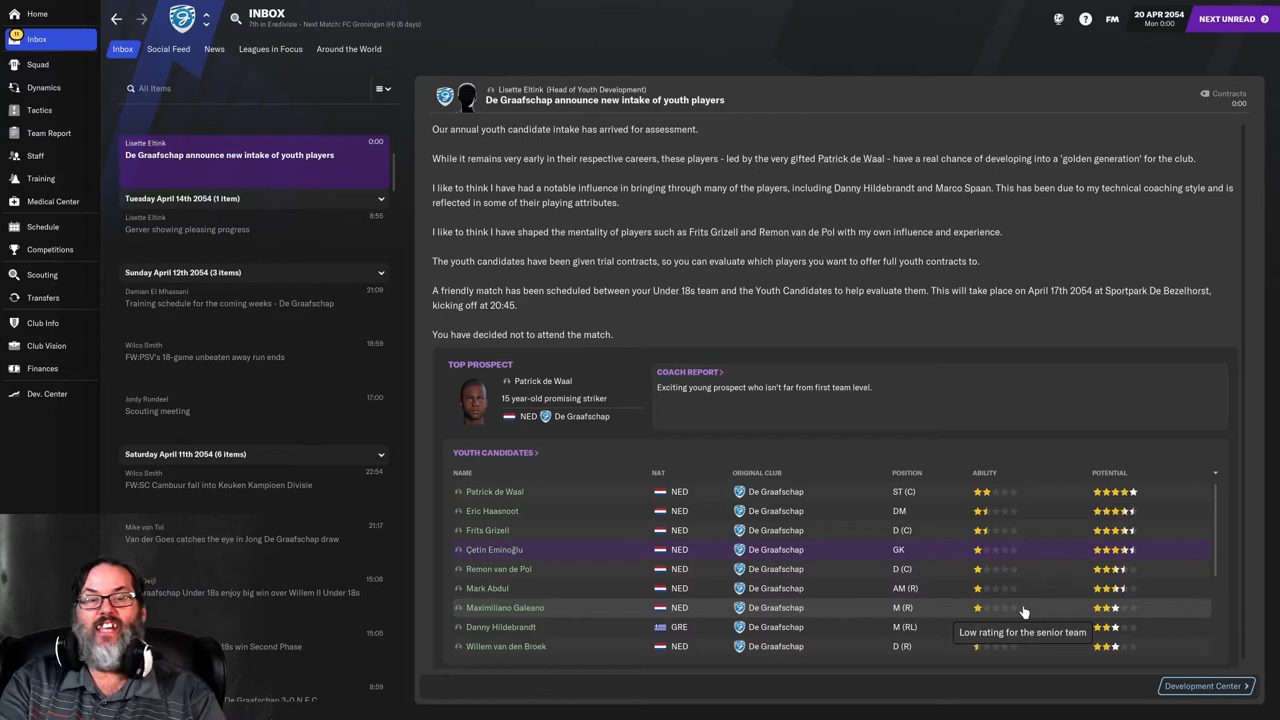 Home
INBOX
7th in Eredivisie - Next Match: FC Groningen (H) (6 days)
FM
20 APR 2054
Mon 0:00
NEXT UNREAD
11
Inbox
Squad
Dynamics
Tactics
Team Report
Staff
Training
Medical Center
Schedule
Competitions
Scouting
Transfers
Club Info
Club Vision
Finances
Dev. Center
Inbox
Social Feed
News
Leagues in Focus
Around the World
All Items
Lisette Eltink
0:00
De Graafschap announce new intake of youth players
Tuesday April 14th 2054 (1 item)
Lisette Eltink
8:55
Gerver showing pleasing progress
Sunday April 12th 2054 (3 items)
Damian El Mhassani
21:09
Training schedule for the coming weeks - De Graafschap
Wilco Smith
18:59
FW:PSV's 18-game unbeaten away run ends
Jordy Rondeel
17:00
Scouting meeting
Saturday April 11th 2054 (6 items)
Wilco Smith
22:54
FW:SC Cambuur fall into Keuken Kampioen Divisie
Mike van Tol
21:17
Van der Goes catches the eye in Jong De Graafschap draw
15:08
Graafschap Under 18s enjoy big win over Willem II Under 18s
15:05
8s win Second Phase
8:59
De Graafschap 3-0 N.E.C.
Lisette Eltink (Head of Youth Development)
De Graafschap announce new intake of youth players
Contracts
0:00
Our annual youth candidate intake has arrived for assessment.
While it remains very early in their respective careers, these players - led by the very gifted Patrick de Waal - have a real chance of developing into a 'golden generation' for the club.
I like to think I have had a notable influence in bringing through many of the players, including Danny Hildebrandt and Marco Spaan. This has been due to my technical coaching style and is
reflected in some of their playing attributes.
I like to think I have shaped the mentality of players such as Frits Grizell and Remon van de Pol with my own influence and experience.
The youth candidates have been given trial contracts, so you can evaluate which players you want to offer full youth contracts to.
A friendly match has been scheduled between your Under 18s team and the Youth Candidates to help evaluate them. This will take place on April 17th 2054 at Sportpark De Bezelhorst,
kicking off at 20:45.
You have decided not to attend the match.
TOP PROSPECT
Patrick de Waal
15 year-old promising striker
NED De Graafschap
COACH REPORT
Exciting young prospect who isn't far from first team level.
YOUTH CANDIDATES
NAME NAT ORIGINAL CLUB POSITION ABILITY POTENTIAL
Patrick de Waal NED De Graafschap ST (C)
Eric Haasnoot NED De Graafschap DM
Frits Grizell NED De Graafschap D (C)
Çetin Eminoğlu NED De Graafschap GK
Remon van de Pol NED De Graafschap D (C)
Mark Abdul NED De Graafschap AM (R)
Maximiliano Galeano NED De Graafschap M (R)
Danny Hildebrandt GRE De Graafschap M (RL)
Willem van den Broek NED De Graafschap D (R)
Low rating for the senior team
Development Center